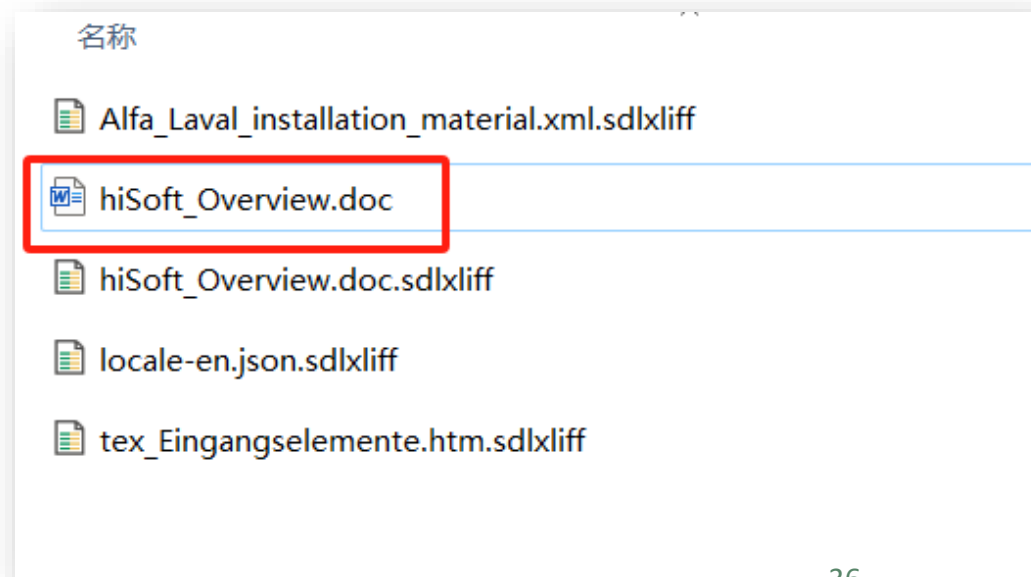 名称
Alfa_Laval_installation_material.xml.sdlxliff
hiSoft_Overview.doc
hiSoft_Overview.doc.sdlxliff
locale-en.json.sdlxliff
tex_Eingangselemente.htm.sdlxliff